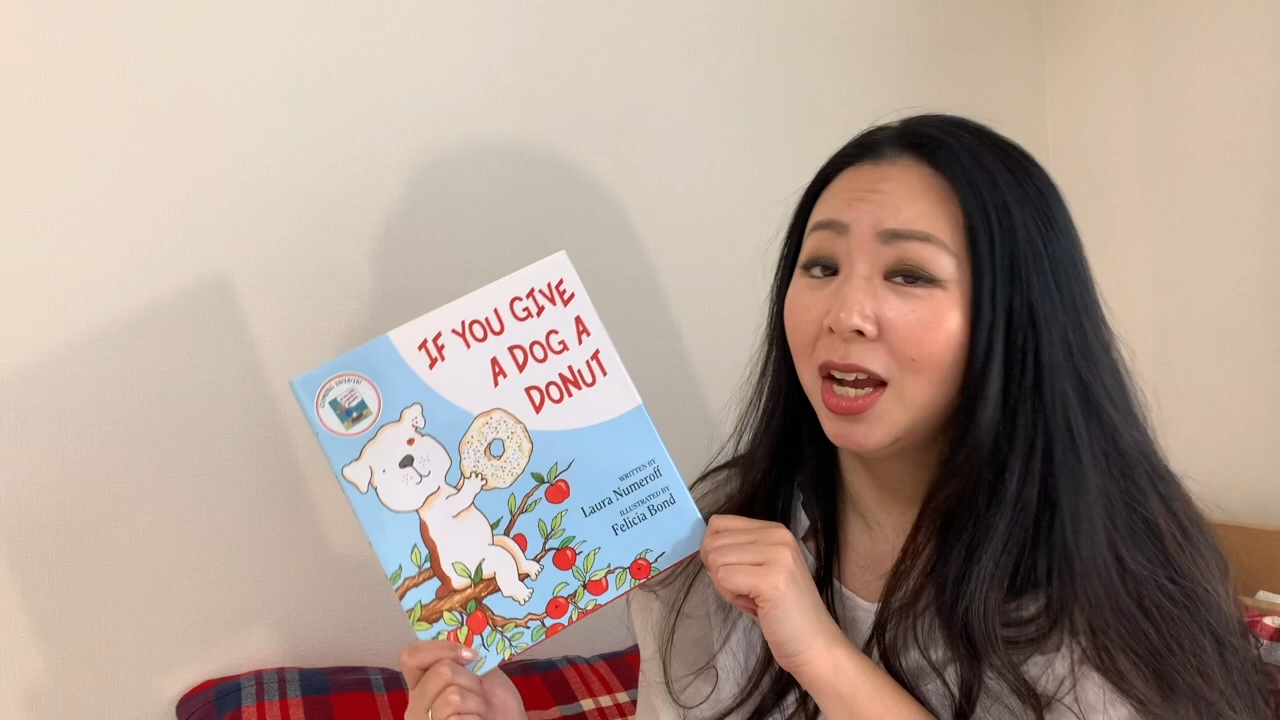 IF YOU GIVE
A DOG A
DONUT
WRITTEN BY
Laura Numeroff
ILLUSTRATED BY
Felicia Bond